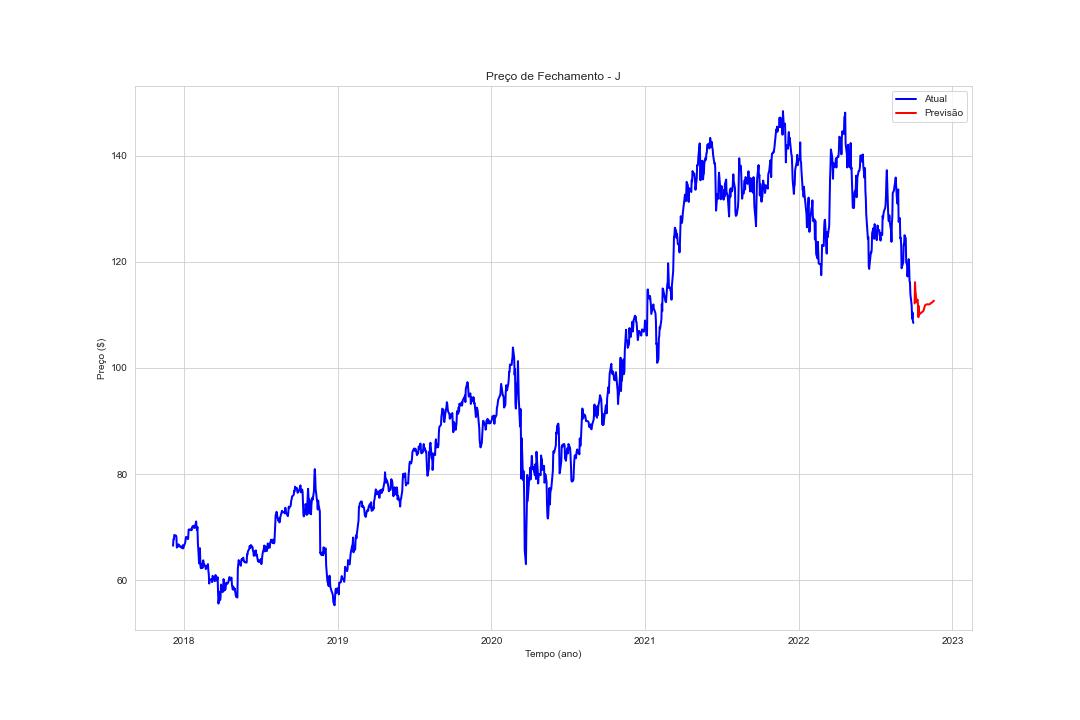 Preço de Fechamento - J
Atual
Previsão
Preço ($)
140
120
100
80
60
2018 2019 2020 2021 2022 2023
Tempo (ano)